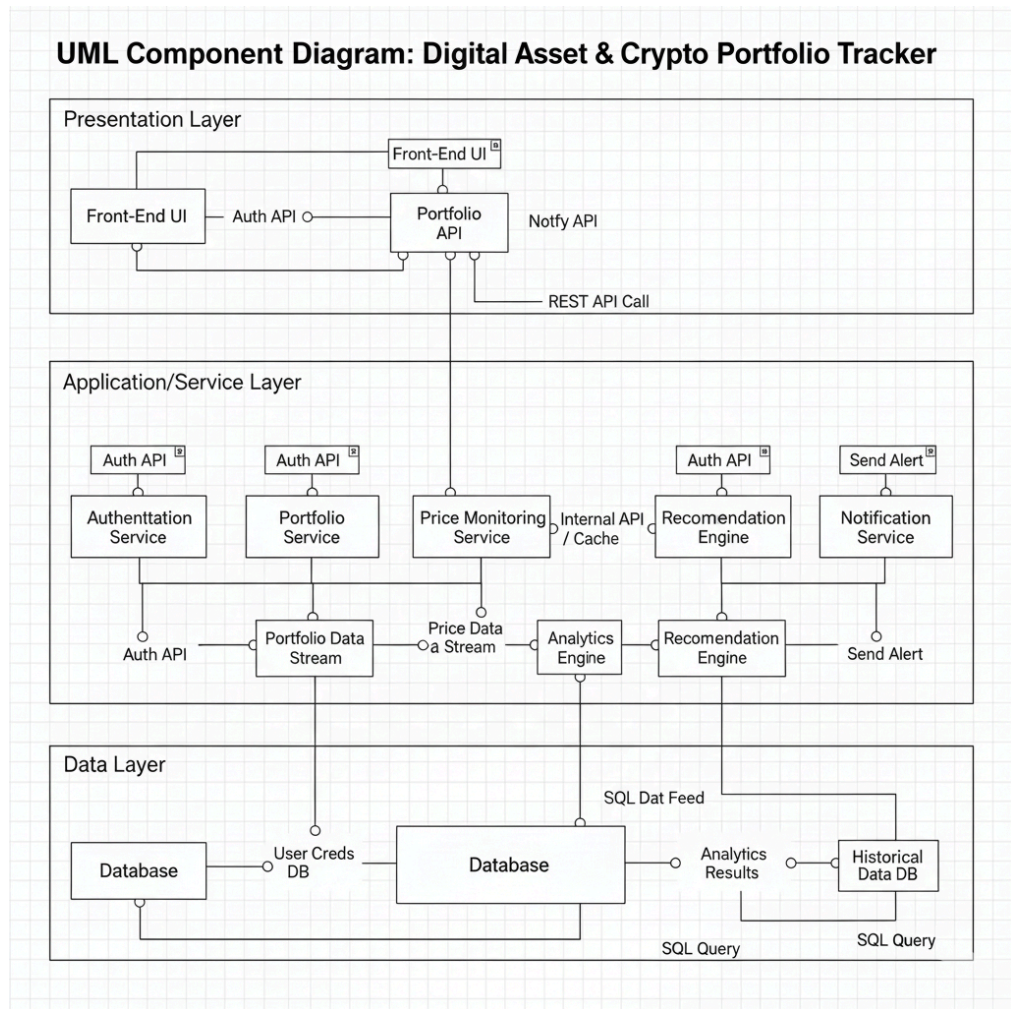 UML Component Diagram: Digital Asset & Crypto Portfolio Tracker
Presentation Layer
Front-End UI
Front-End UI
Auth API
Portfolio
API
Notfy API
REST API Call
Application/Service Layer
Auth API
Auth API
Auth API
Send Alert
Authenttation
Service
Portfolio
Service
Price Monitoring
Service
Internal API
/ Cache
Recomendation
Engine
Notification
Service
Auth API
Portfolio Data
Stream
Price Data
a Stream
Analytics
Engine
Recomendation
Engine
Send Alert
Data Layer
SQL Dat Feed
Database
User Creds
DB
Database
Analytics
Results
Historical
Data DB
SQL Query
SQL Query